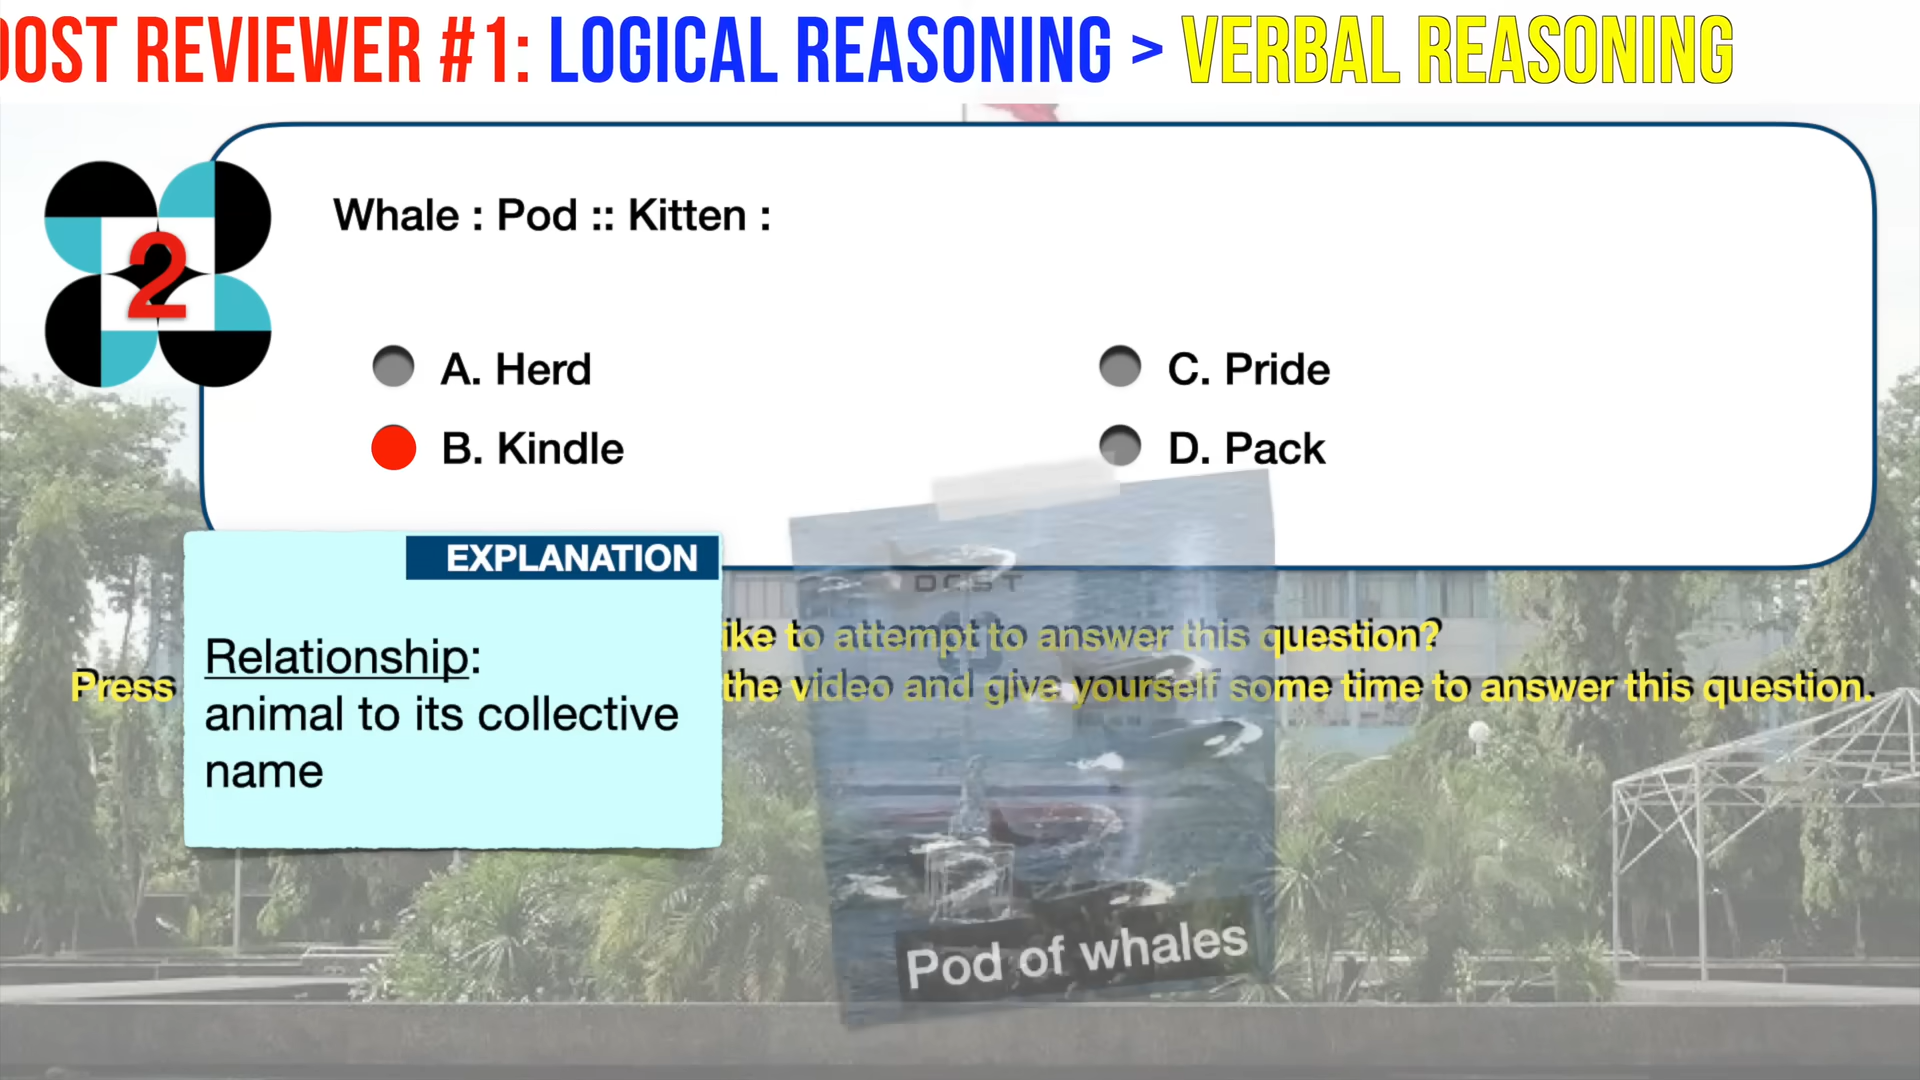 OOST REVIEWER #1: LOGICAL REASONING > VERBAL REASONING
2
Whale : Pod :: Kitten :
A. Herd
C. Pride
B. Kindle
D. Pack
EXPLANATION
Relationship:
animal to its collective
name
DOST
ike to attempt to answer this question?
Press the video and give yourself some time to answer this question.
Pod of whales